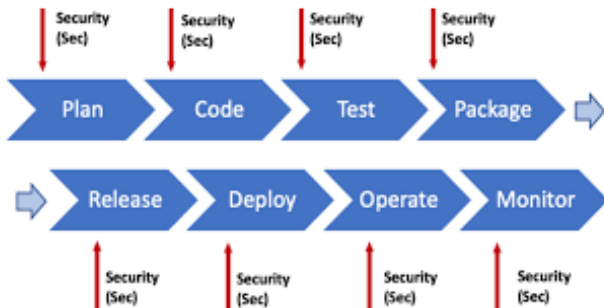 Security
(Sec)
Security
(Sec)
Security
(Sec)
Security
(Sec)
Plan
Code
Test
Package
Release
Deploy
Operate
Monitor
Security
(Sec)
Security
(Sec)
Security
(Sec)
Security
(Sec)